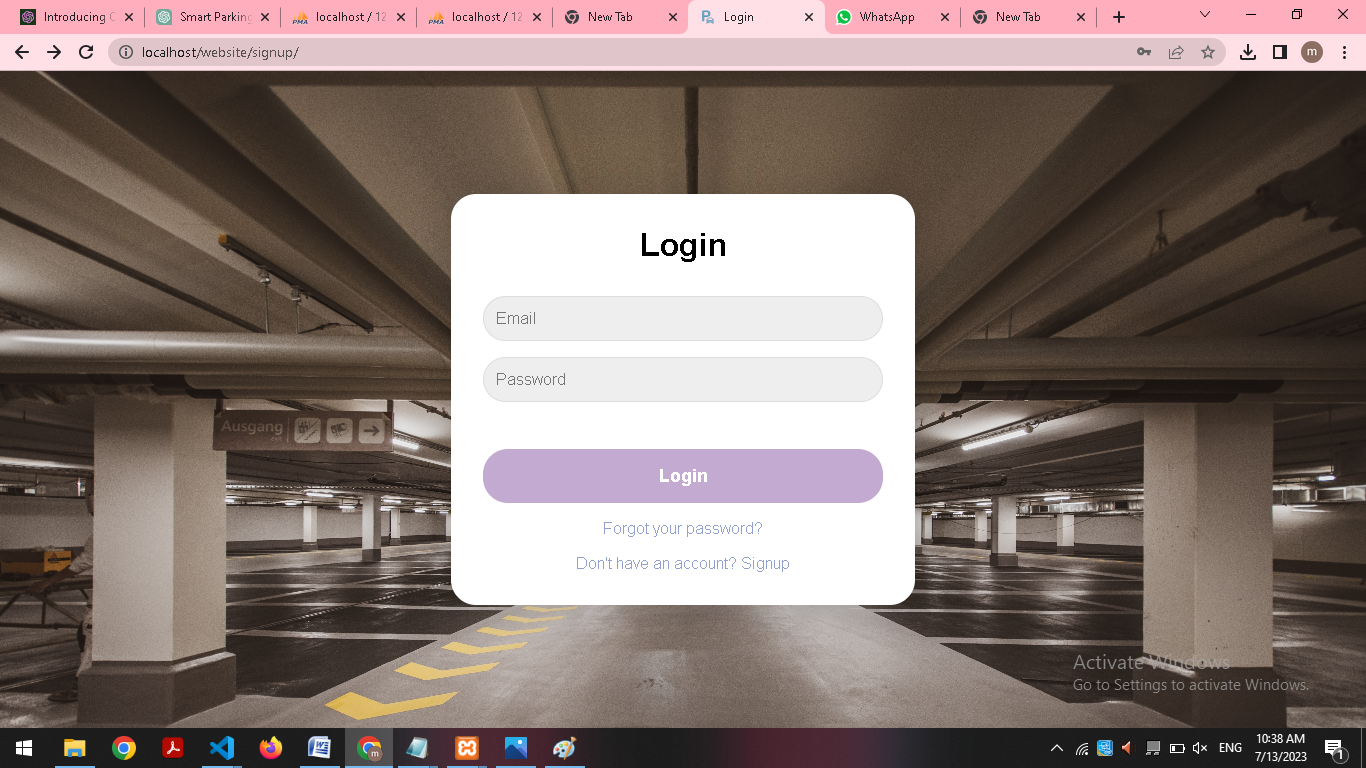 Introducing C
Smart Parking
localhost / 12
localhost / 12
New Tab
Login
WhatsApp
New Tab
localhost/website/signup/
m
Login
Email
Password
Login
Forgot your password?
Don't have an account? Signup
Ausgang
Activate Windows
Go to Settings to activate Windows.
ENG
10:38 AM
7/13/2023
1